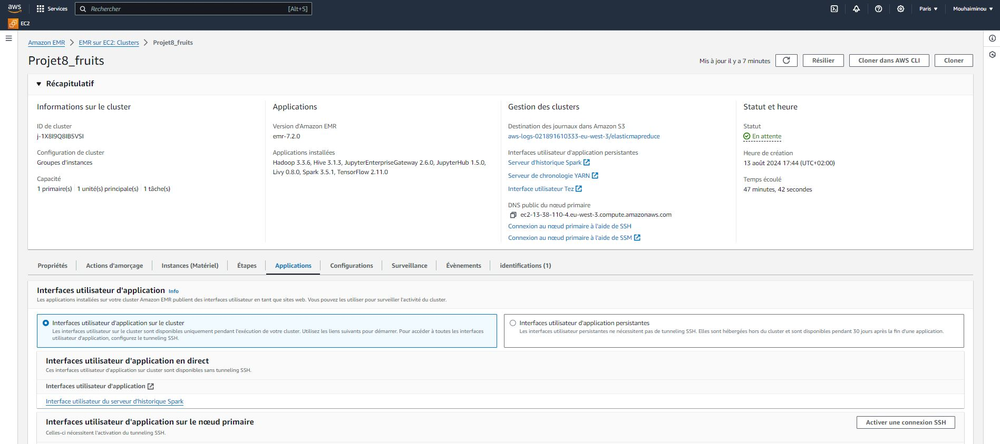 aws
Services
Rechercher
[Alt+S]
Paris ▼
Mouhaiminou ▼
EC2
Amazon EMR
EMR sur EC2: Clusters
Projet8_fruits
Projet8_fruits
Mis à jour il y a 7 minutes
Résilier
Cloner dans AWS CLI
Cloner
▼ Récapitulatif
Informations sur le cluster
ID de cluster
j-1X8I9Q8IB5VSI
Configuration de cluster
Groupes d'instances
Capacité
1 primaire(s) 1 unité(s) principale(s) 1 tâche(s)
Applications
Version d'Amazon EMR
emr-7.2.0
Applications installées
Hadoop 3.3.6, Hive 3.1.3, JupyterEnterpriseGateway 2.6.0, JupyterHub 1.5.0,
Livy 0.8.0, Spark 3.5.1, TensorFlow 2.11.0
Gestion des clusters
Destination des journaux dans Amazon S3
aws-logs-021891610333-eu-west-3/elasticmapreduce
Interfaces utilisateur d'application persistantes
Serveur d'historique Spark
Serveur de chronologie YARN
Interface utilisateur Tez
DNS public du nœud primaire
ec2-13-38-110-4.eu-west-3.compute.amazonaws.com
Connexion au nœud primaire à l'aide de SSH
Connexion au nœud primaire à l'aide de SSM
Statut et heure
Statut
En attente
Heure de création
13 août 2024 17:44 (UTC+02:00)
Temps écoulé
47 minutes, 42 secondes
Propriétés
Actions d'amorçage
Instances (Matériel)
Étapes
Applications
Configurations
Surveillance
Évènements
identifications (1)
Interfaces utilisateur d'application Info
Les applications installées sur votre cluster Amazon EMR publient des interfaces utilisateur en tant que sites web. Vous pouvez les utiliser pour surveiller l'activité du cluster.
Interfaces utilisateur d'application sur le cluster
Les interfaces utilisateur sur le cluster sont disponibles uniquement pendant l'exécution de votre cluster. Utilisez les liens suivants pour démarrer. Pour accéder à toutes les interfaces
utilisateur d'application, configurez le tunneling SSH.
Interfaces utilisateur d'application persistantes
Les interfaces utilisateur persistantes ne nécessitent pas de tunneling SSH. Elles sont hébergées hors du cluster et sont disponibles pendant 30 jours après la fin d'une application.
Interfaces utilisateur d'application en direct
Ces interfaces utilisateur d'application sur cluster sont disponibles sans tunneling SSH.
Interfaces utilisateur d'application
Interface utilisateur du serveur d'historique Spark
Interfaces utilisateur d'application sur le nœud primaire
Celles-ci nécessitent l'activation du tunneling SSH.
Activer une connexion SSH